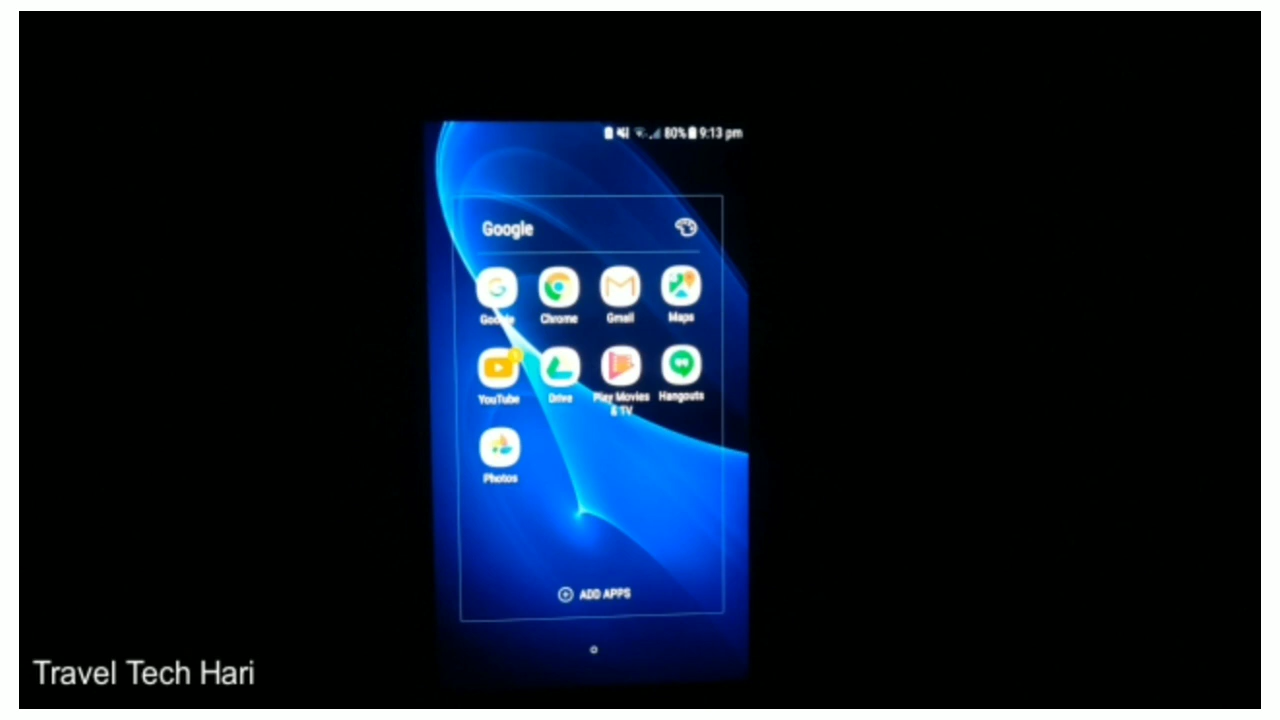 80% 9:13 pm
Google
Google Chrome Gmail Maps
YouTube Drive Play Movies & TV Hangouts
Photos
ADD APPS
Travel Tech Hari